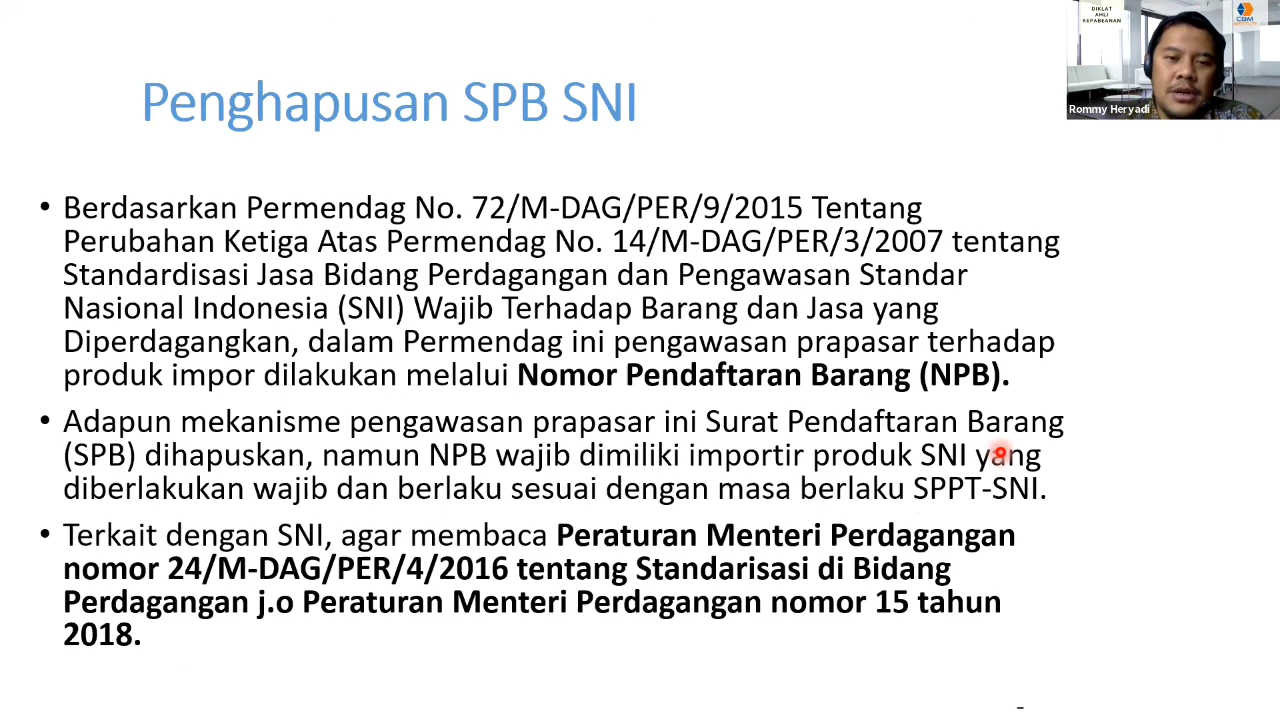 Penghapusan SPB SNI
DIKLAT
AHLI
KEPABEANAN
CBM
Rommy Heryadi
• Berdasarkan Permendag No. 72/M-DAG/PER/9/2015 Tentang
Perubahan Ketiga Atas Permendag No. 14/M-DAG/PER/3/2007 tentang
Standardisasi Jasa Bidang Perdagangan dan Pengawasan Standar
Nasional Indonesia (SNI) Wajib Terhadap Barang dan Jasa yang
Diperdagangkan, dalam Permendag ini pengawasan prapasar terhadap
produk impor dilakukan melalui Nomor Pendaftaran Barang (NPB).
• Adapun mekanisme pengawasan prapasar ini Surat Pendaftaran Barang
(SPB) dihapuskan, namun NPB wajib dimiliki importir produk SNI yang
diberlakukan wajib dan berlaku sesuai dengan masa berlaku SPPT-SNI.
• Terkait dengan SNI, agar membaca Peraturan Menteri Perdagangan
nomor 24/M-DAG/PER/4/2016 tentang Standarisasi di Bidang
Perdagangan j.o Peraturan Menteri Perdagangan nomor 15 tahun
2018.